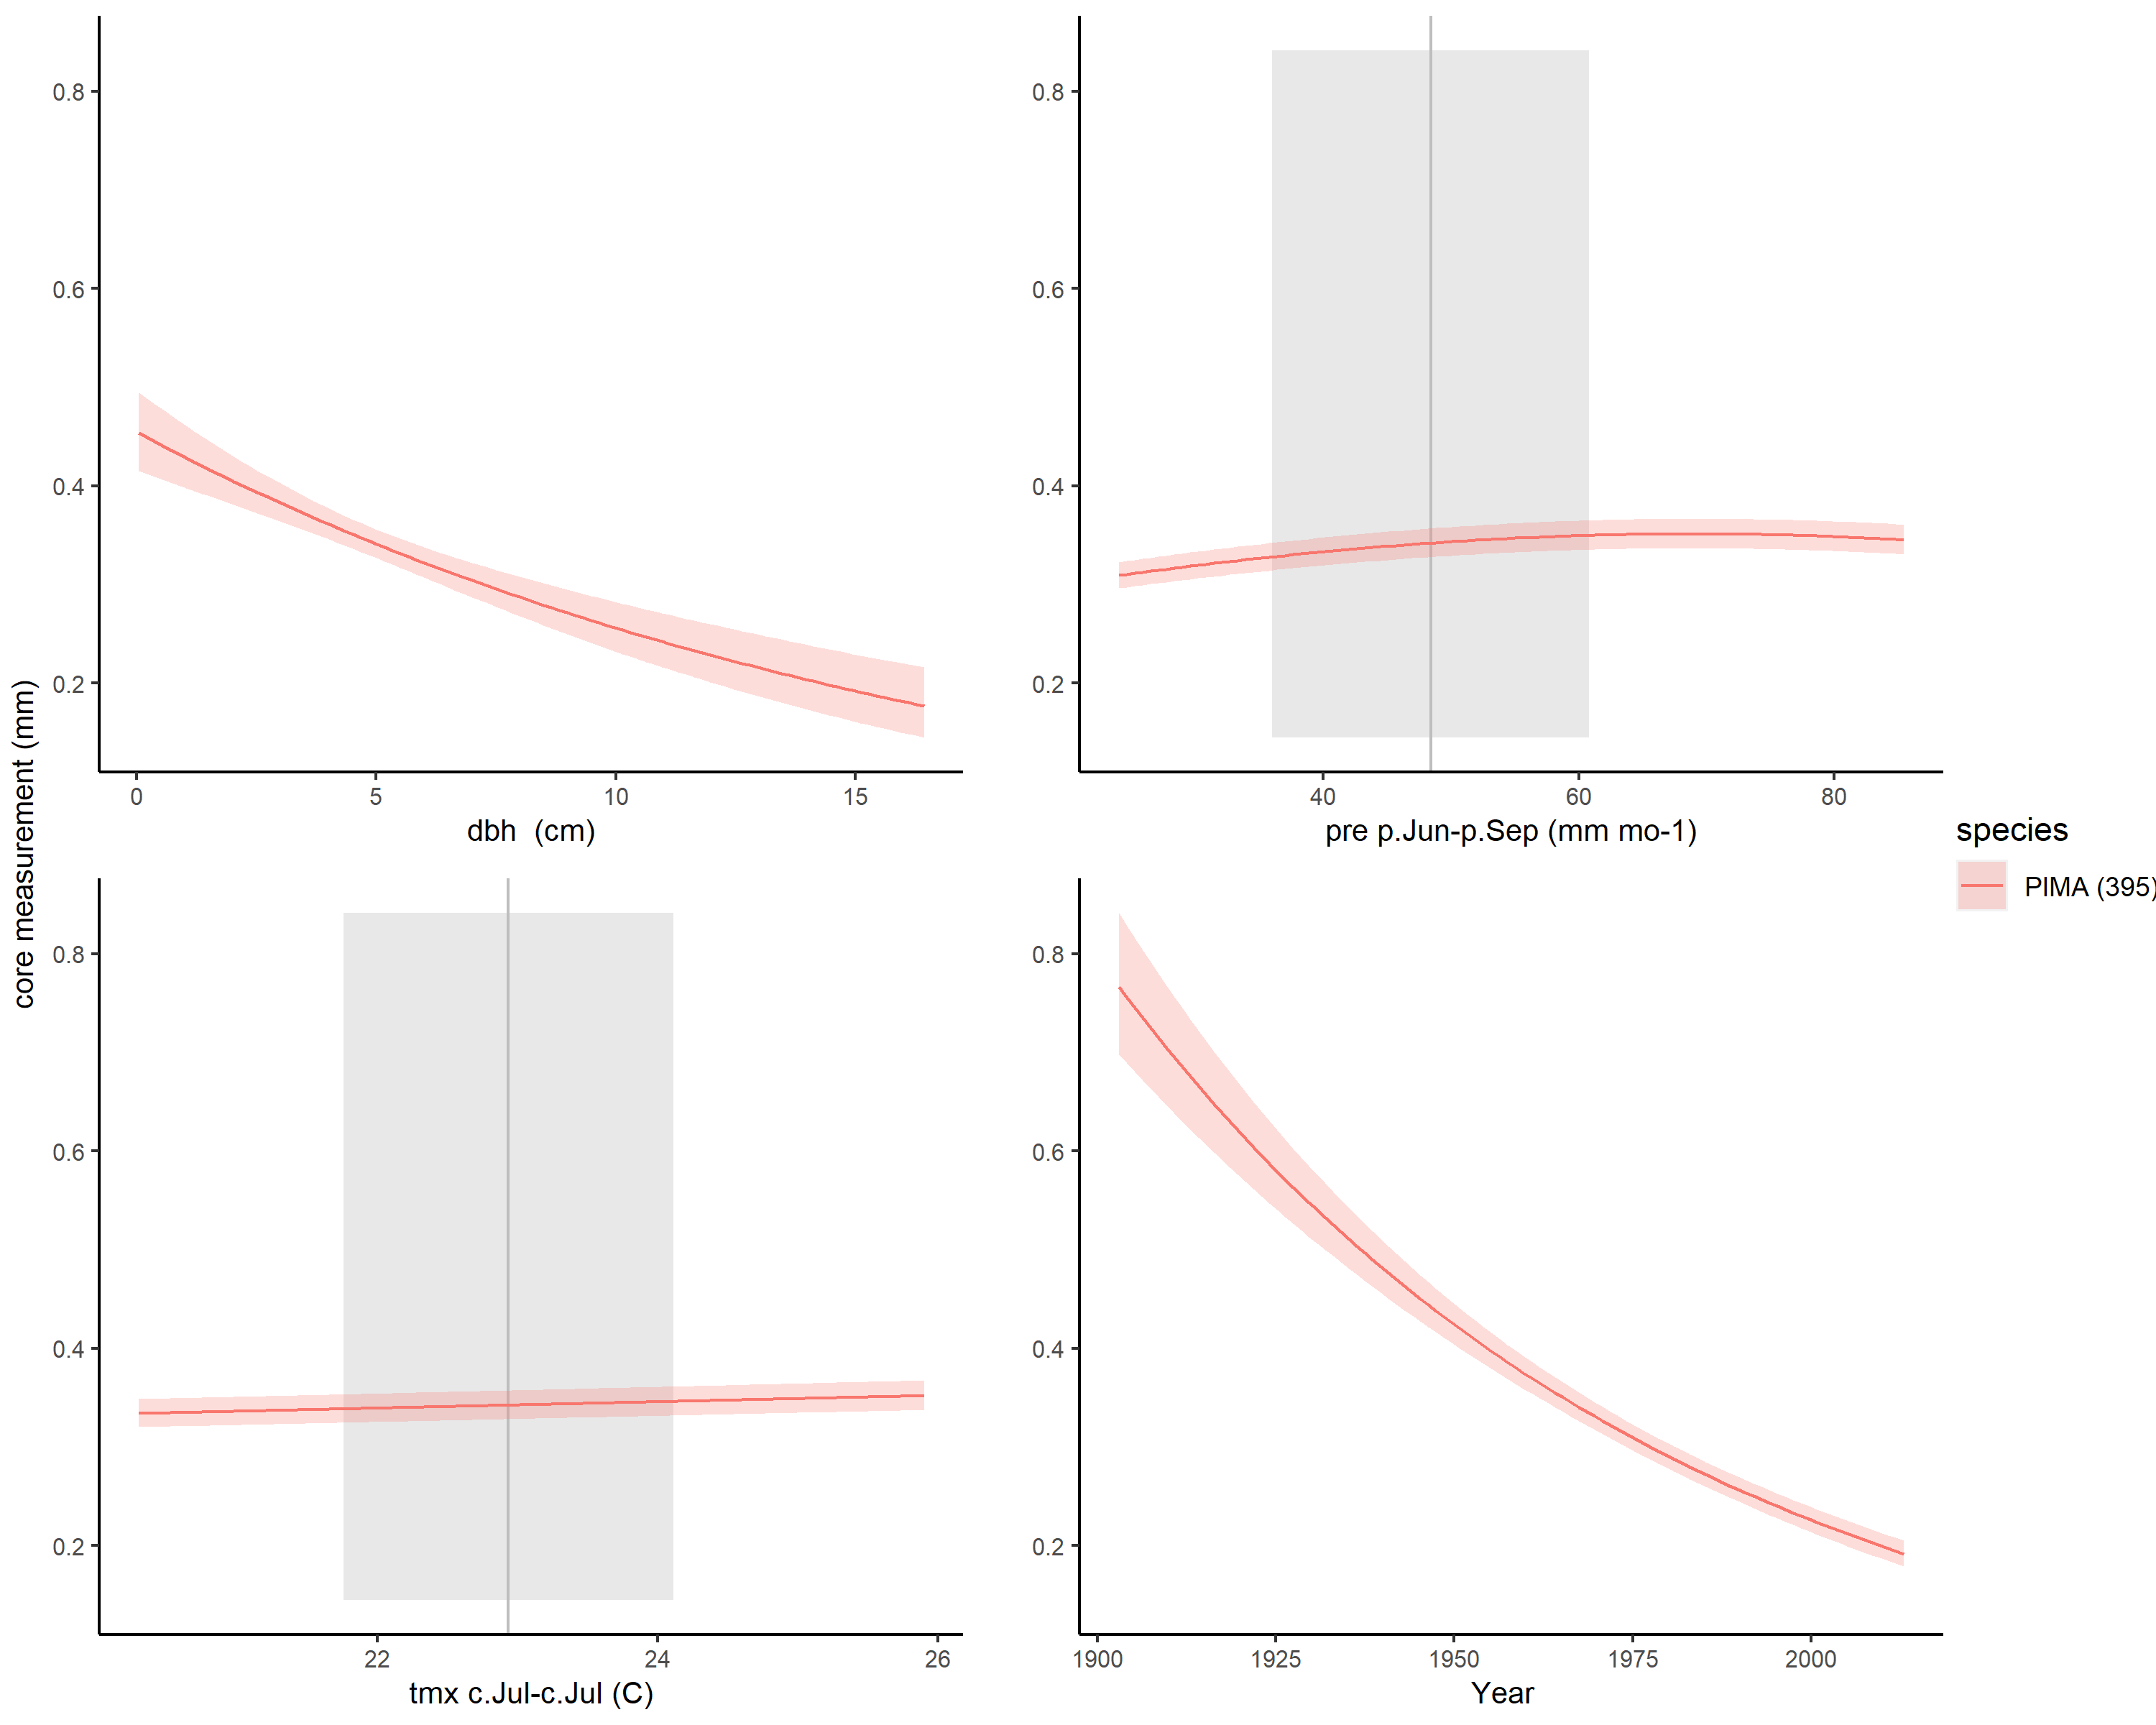 core measurement (mm)
0.8
0.6
0.4
0.2
0 5 10 15
dbh  (cm)
0.8
0.6
0.4
0.2
40 60 80
pre p.Jun-p.Sep (mm mo-1)
0.8
0.6
0.4
0.2
22 24 26
tmx c.Jul-c.Jul (C)
0.8
0.6
0.4
0.2
1900 1925 1950 1975 2000
Year
species
PIMA (395)